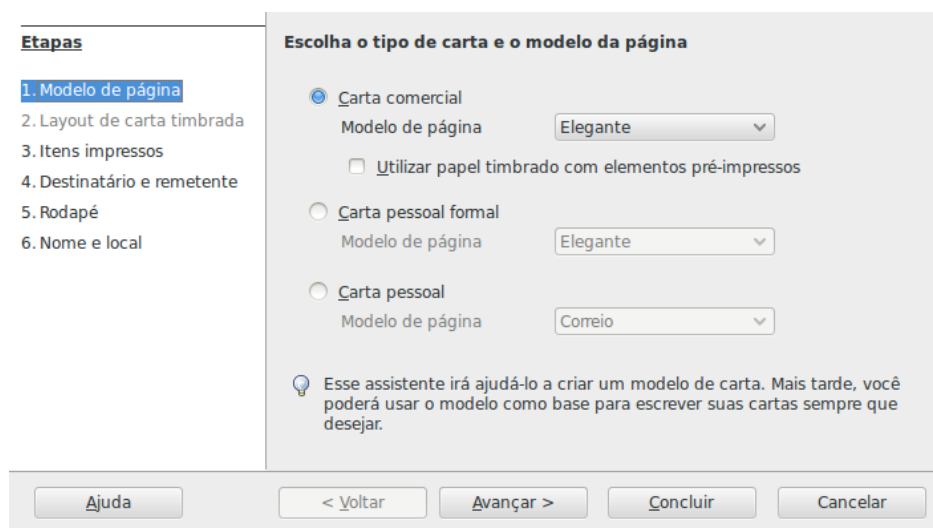 Etapas
1. Modelo de página
2. Layout de carta timbrada
3. Itens impressos
4. Destinatário e remetente
5. Rodapé
6. Nome e local
Escolha o tipo de carta e o modelo da página
Carta comercial
Modelo de página Elegante
Utilizar papel timbrado com elementos pré-impressos
Carta pessoal formal
Modelo de página Elegante
Carta pessoal
Modelo de página Correio
Esse assistente irá ajudá-lo a criar um modelo de carta. Mais tarde, você
poderá usar o modelo como base para escrever suas cartas sempre que
desejar.
Ajuda < Voltar Avançar > Concluir Cancelar